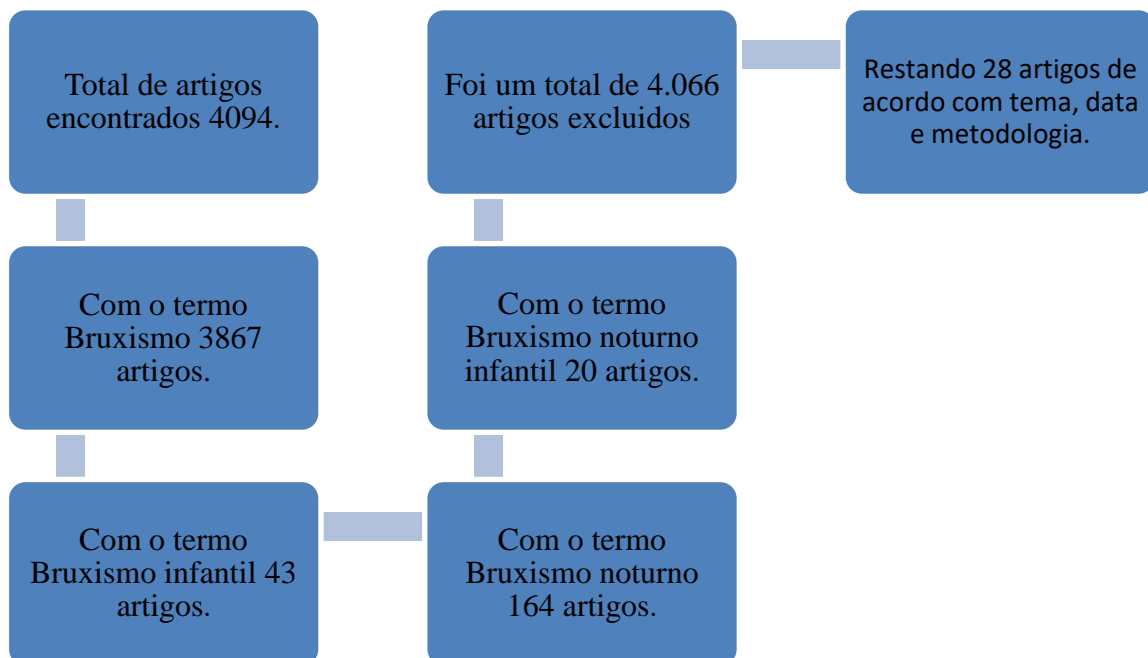 Total de artigos
encontrados 4094.
Com o termo
Bruxismo 3867
artigos.
Com o termo
Bruxismo infantil 43
artigos.
Com o termo
Bruxismo noturno
164 artigos.
Com o termo
Bruxismo noturno
infantil 20 artigos.
Foi um total de 4.066
artigos excluidos
Restando 28 artigos de
acordo com tema, data
e metodologia.